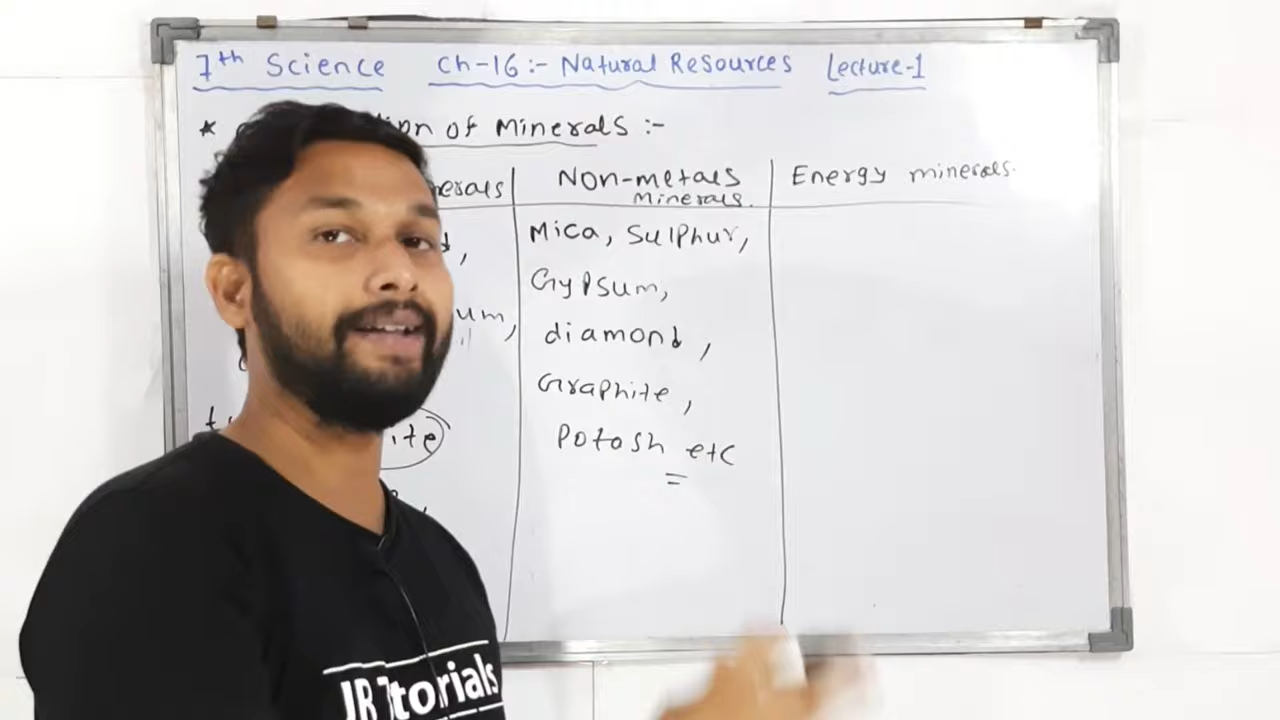 7th Science Ch-16:- Natural Resources Lecture-1
* of Minerals :-
Non-metals Minerals.
Energy minerals.
Mica, Sulphur,
Gypsum,
diamond,
Graphite,
Potash etc
JR Tutorials